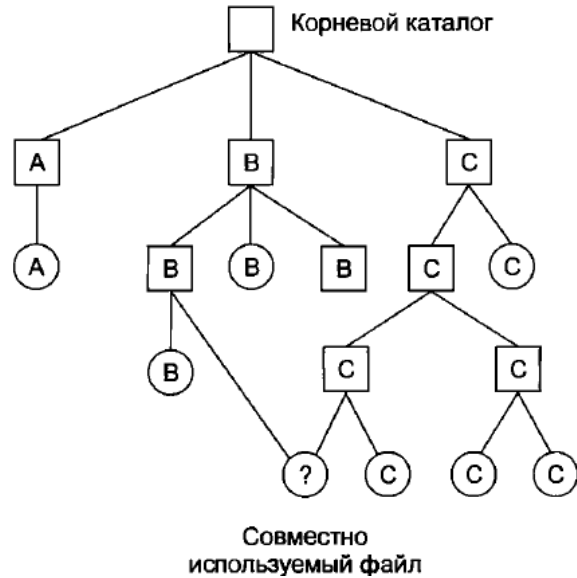 Корневой каталог
A B C
A B B B C C
B C C
? C C C
Совместно
используемый файл